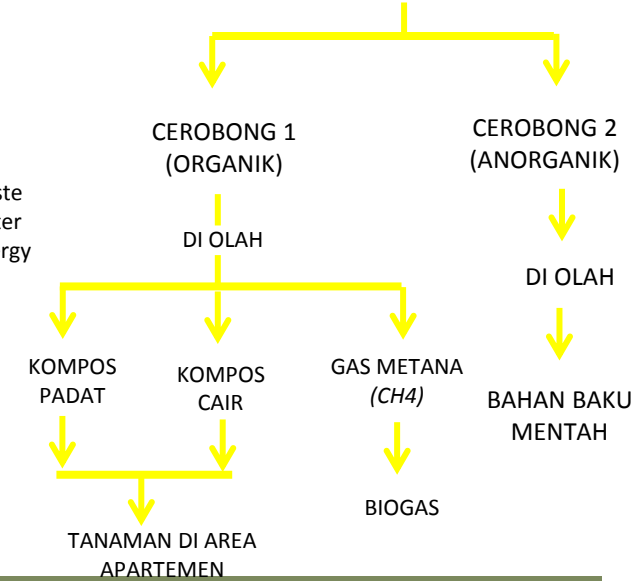 CEROBONG 1
(ORGANIK)
CEROBONG 2
(ANORGANIK)
DI OLAH
DI OLAH
KOMPOS
PADAT
KOMPOS
CAIR
GAS METANA
(CH4)
BAHAN BAKU
MENTAH
BIOGAS
TANAMAN DI AREA
APARTEMEN